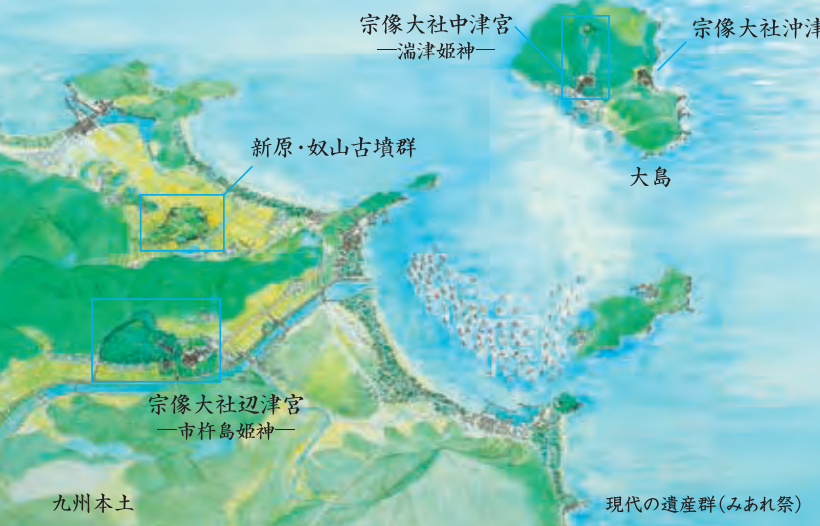 宗像大社中津宮
―湍津姫神―
宗像大社沖津
新原・奴山古墳群
大島
宗像大社辺津宮
―市杵島姫神―
九州本土
現代の遺産群（みあれ祭）